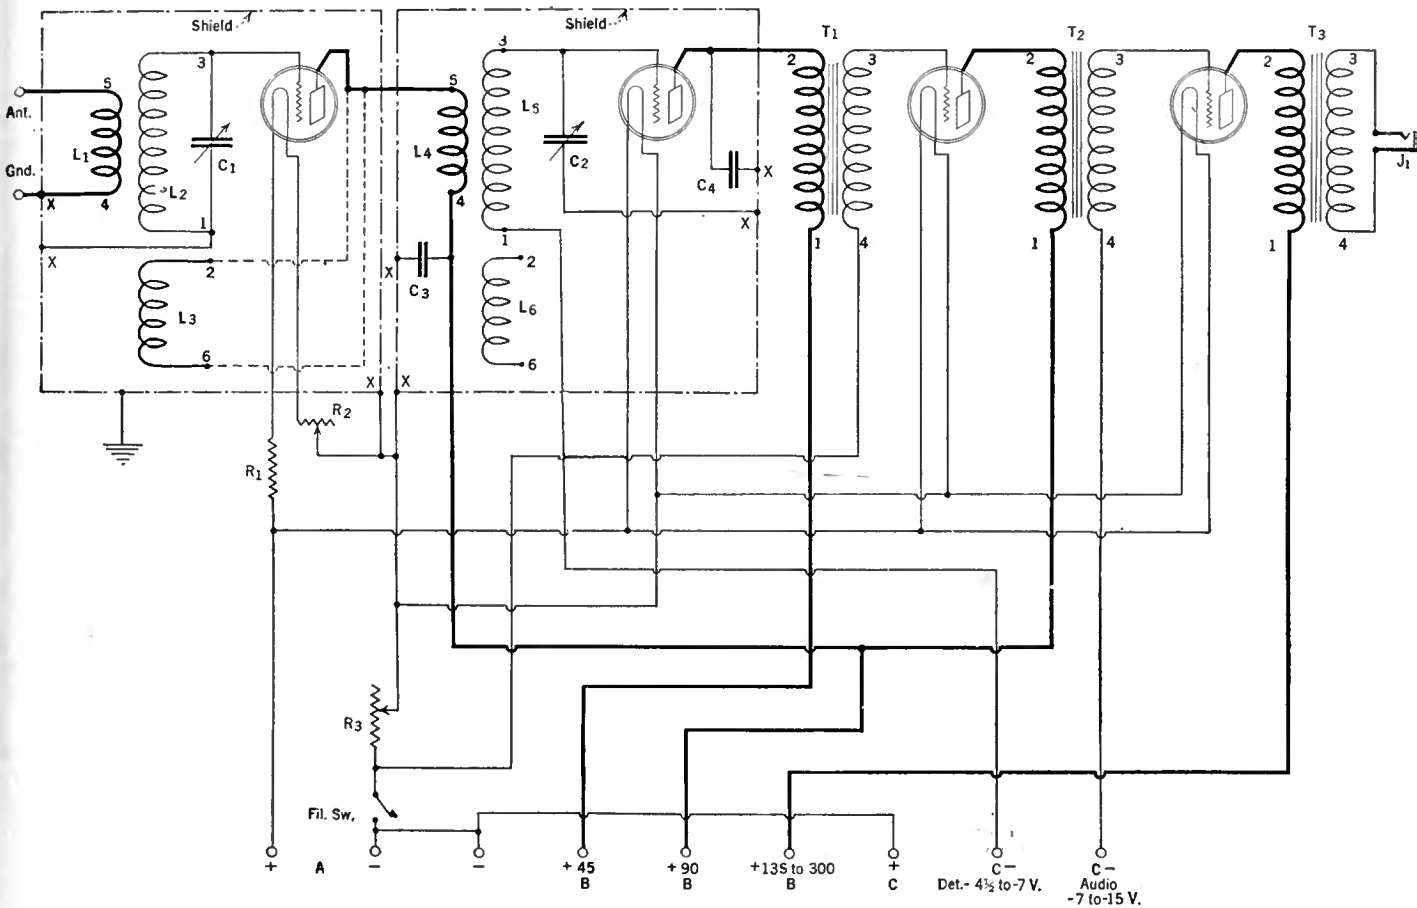 Shield
Shield
T1
T2
T3
Ant.
Gnd.
5
L1
4
X
X
3
L2
C1
1
2
L3
6
X
X
X
R2
R1
5
L4
4
C3
3
L5
1
2
L6
6
C2
C4
X
X
2
1
3
4
2
1
3
4
2
1
3
4
J1
R3
Fil. Sw.
+
A
-
-
+ 45
B
+ 90
B
+135 to 300
B
+
C
C -
Det.- 4½ to -7 V.
C -
Audio
-7 to -15 V.